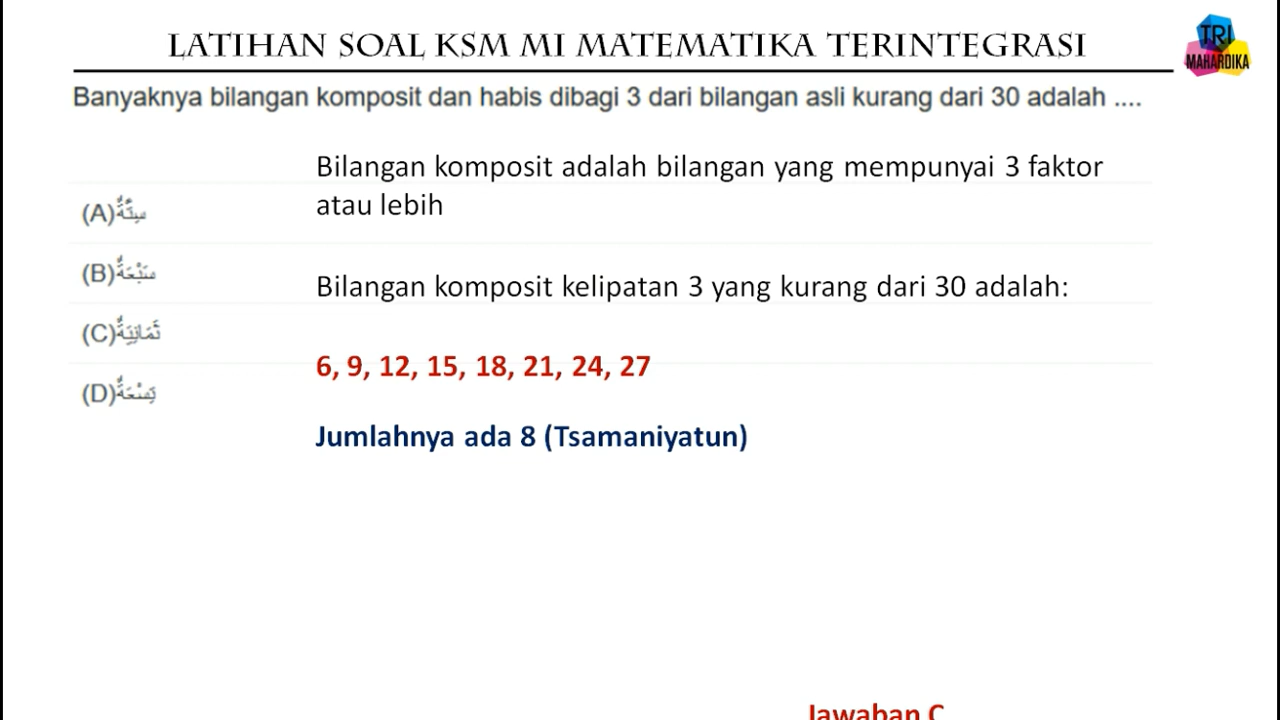 LATIHAN SOAL KSM MI MATEMATIKA TERINTEGRASI
TRI
MAHARDIKA
Banyaknya bilangan komposit dan habis dibagi 3 dari bilangan asli kurang dari 30 adalah ....
Bilangan komposit adalah bilangan yang mempunyai 3 faktor
atau lebih
(A) سِتَّةٌ
(B) سَبْعَةٌ
Bilangan komposit kelipatan 3 yang kurang dari 30 adalah:
(C) ثَمَانِيَةٌ
6, 9, 12, 15, 18, 21, 24, 27
(D) تِسْعَةٌ
Jumlahnya ada 8 (Tsamaniyatun)
Jawaban C